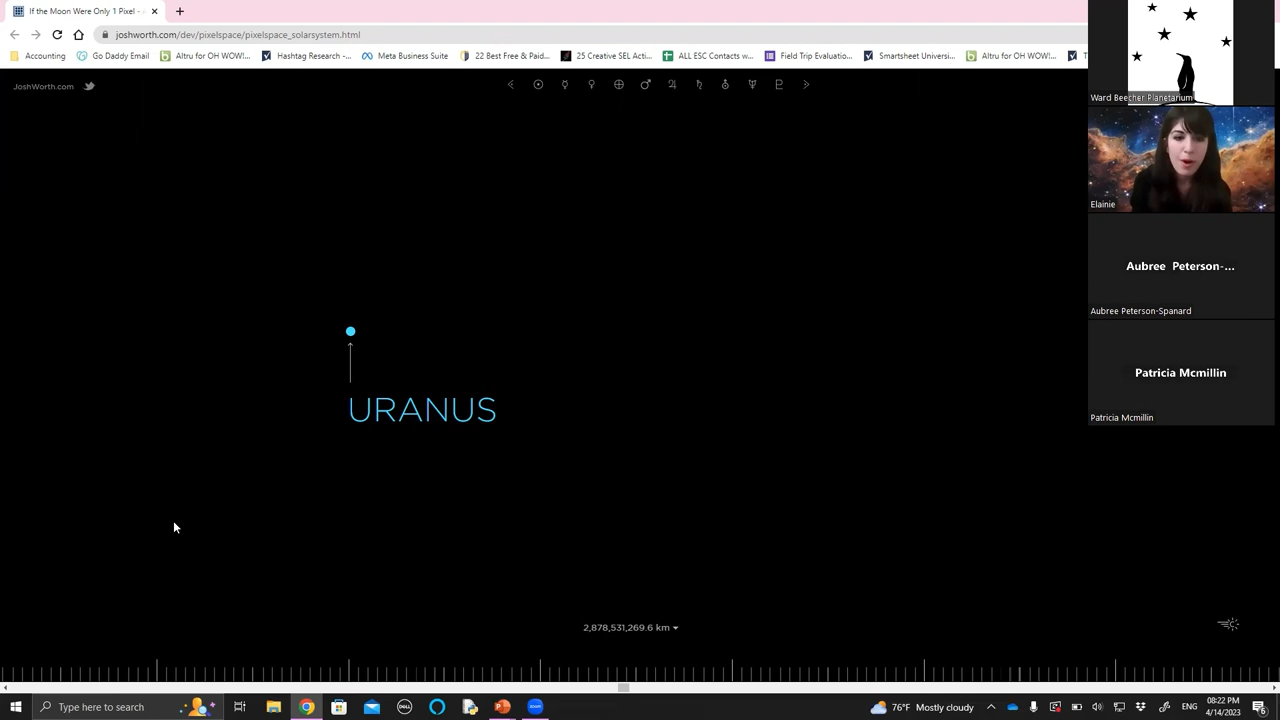 If the Moon Were Only 1 Pixel -
joshworth.com/dev/pixelspace/pixelspace_solarsystem.html
Accounting
Go Daddy Email
Altru for OH WOW!...
Hashtag Research -...
Meta Business Suite
22 Best Free & Paid...
25 Creative SEL Acti...
ALL ESC Contacts w...
Field Trip Evaluatio...
Smartsheet Universi...
Altru for OH WOW!...
JoshWorth.com
Ward Beecher Planetarium
Elainie
Aubree Peterson-...
Aubree Peterson-Spanard
Patricia Mcmillin
Patricia Mcmillin
URANUS
2,878,531,269.6 km
Type here to search
DELL
76°F Mostly cloudy
ENG
08:22 PM
4/14/2023
6